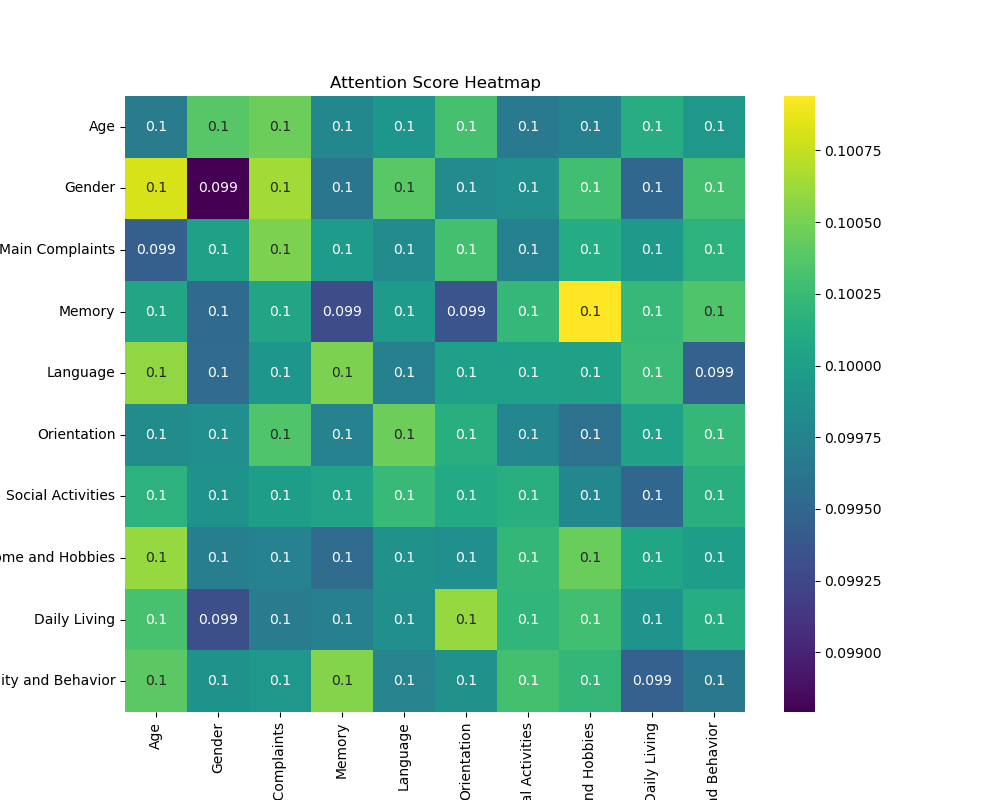 Attention Score Heatmap
Age 0.1 0.1 0.1 0.1 0.1 0.1 0.1 0.1 0.1 0.1
Gender 0.1 0.099 0.1 0.1 0.1 0.1 0.1 0.1 0.1 0.1
Main Complaints 0.099 0.1 0.1 0.1 0.1 0.1 0.1 0.1 0.1 0.1
Memory 0.1 0.1 0.1 0.099 0.1 0.099 0.1 0.1 0.1 0.1
Language 0.1 0.1 0.1 0.1 0.1 0.1 0.1 0.1 0.1 0.099
Orientation 0.1 0.1 0.1 0.1 0.1 0.1 0.1 0.1 0.1 0.1
Social Activities 0.1 0.1 0.1 0.1 0.1 0.1 0.1 0.1 0.1 0.1
ome and Hobbies 0.1 0.1 0.1 0.1 0.1 0.1 0.1 0.1 0.1 0.1
Daily Living 0.1 0.099 0.1 0.1 0.1 0.1 0.1 0.1 0.1 0.1
ity and Behavior 0.1 0.1 0.1 0.1 0.1 0.1 0.1 0.1 0.099 0.1
Age
Gender
Complaints
Memory
Language
Orientation
al Activities
nd Hobbies
Daily Living
nd Behavior
0.10075
0.10050
0.10025
0.10000
0.09975
0.09950
0.09925
0.09900